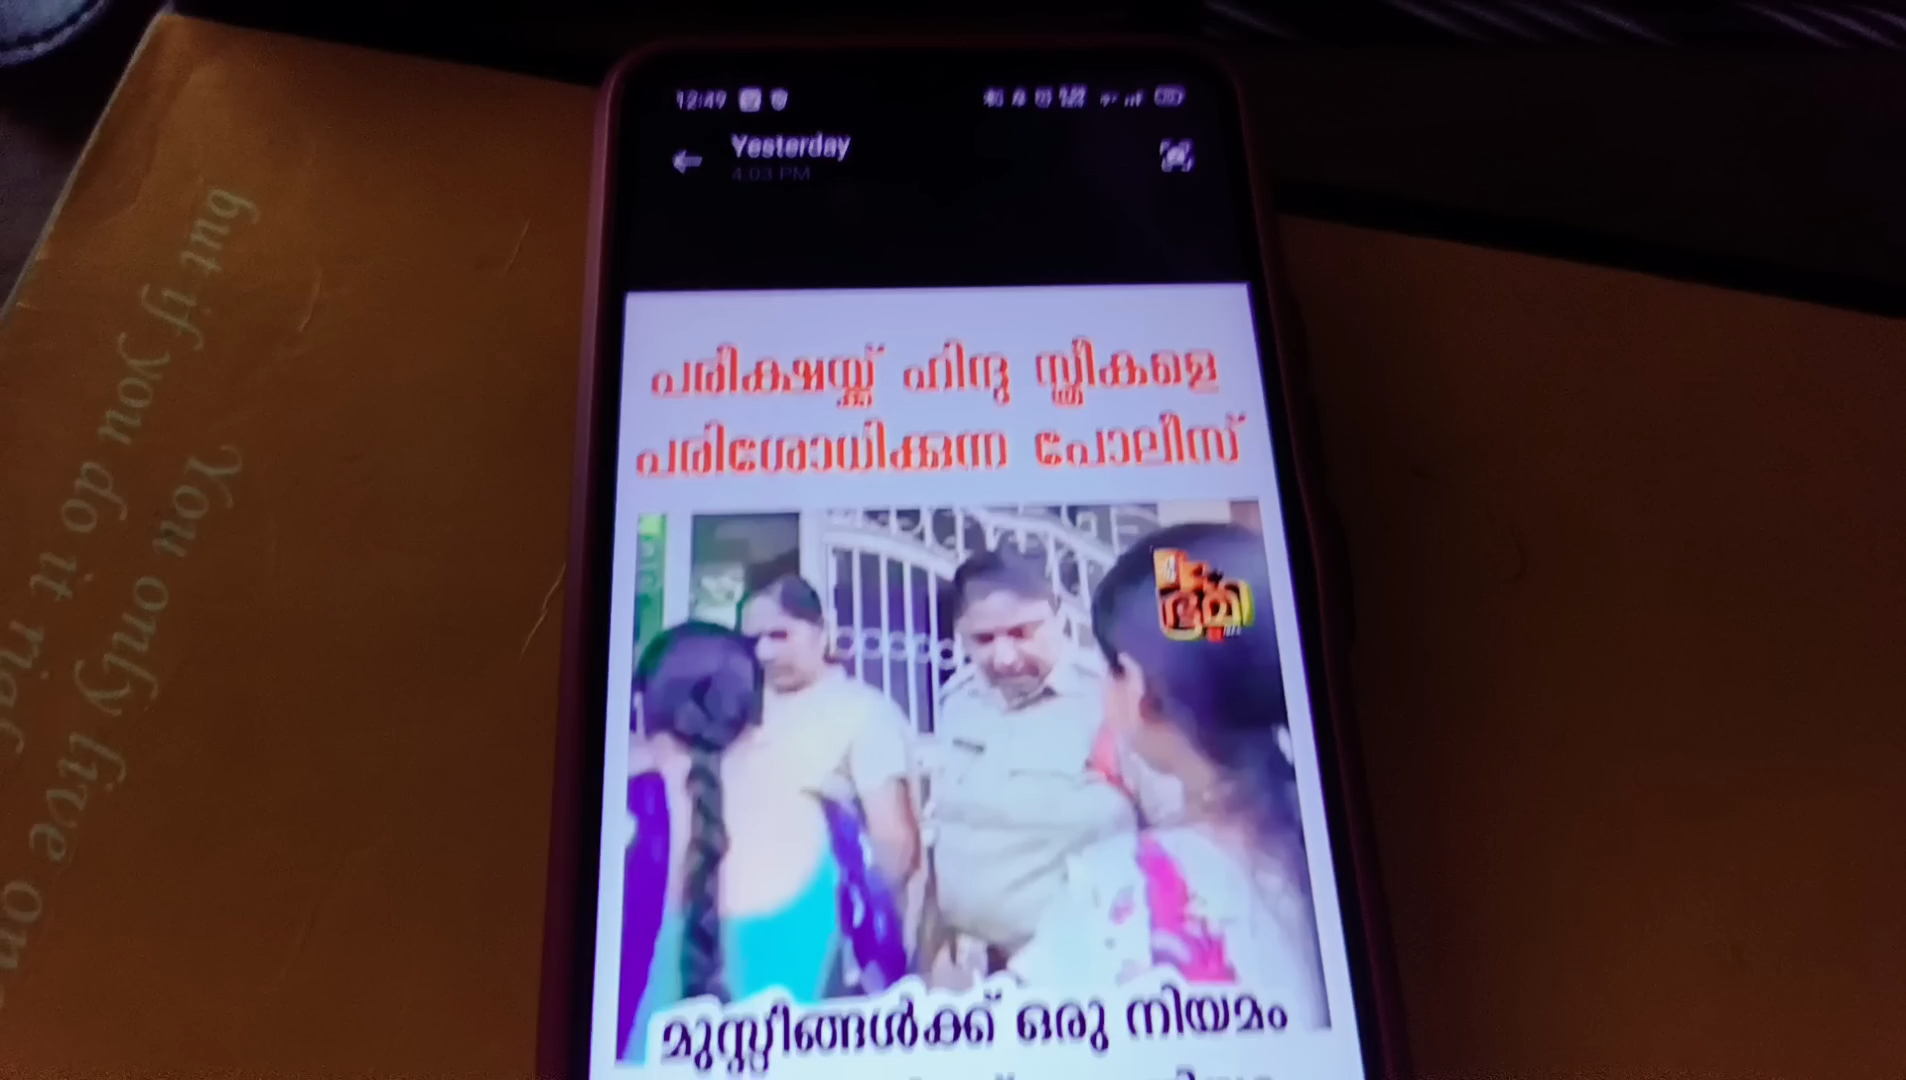 12:49
Yesterday
4:03 PM
പരീക്ഷയ്ക്ക് ഹിന്ദു സ്ത്രീകളെ
പരിശോധിക്കുന്ന പോലീസ്
മുസ്ലീങ്ങൾക്ക് ഒരു നിയമം
but if you do it right
You only live on